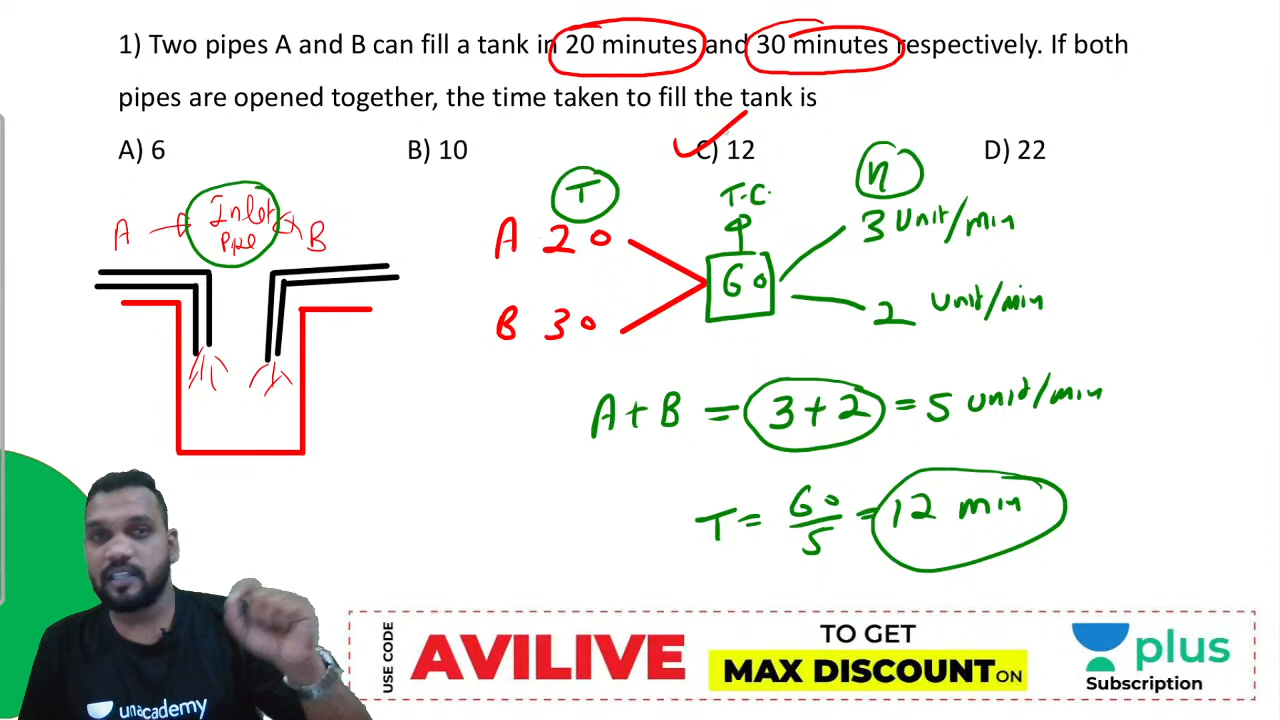 1) Two pipes A and B can fill a tank in 20 minutes and 30 minutes respectively. If both
pipes are opened together, the time taken to fill the tank is
A) 6 B) 10 C) 12 D) 22
Inlet
Pipe
A B
T T.C. η
A 20 60 3 Unit/min
B 30 2 Unit/min
A+B = 3+2 = 5 Unit/min
T = 60/5 = 12 min
USE CODE
AVILIVE
TO GET
MAX DISCOUNT ON
plus
Subscription
unacademy